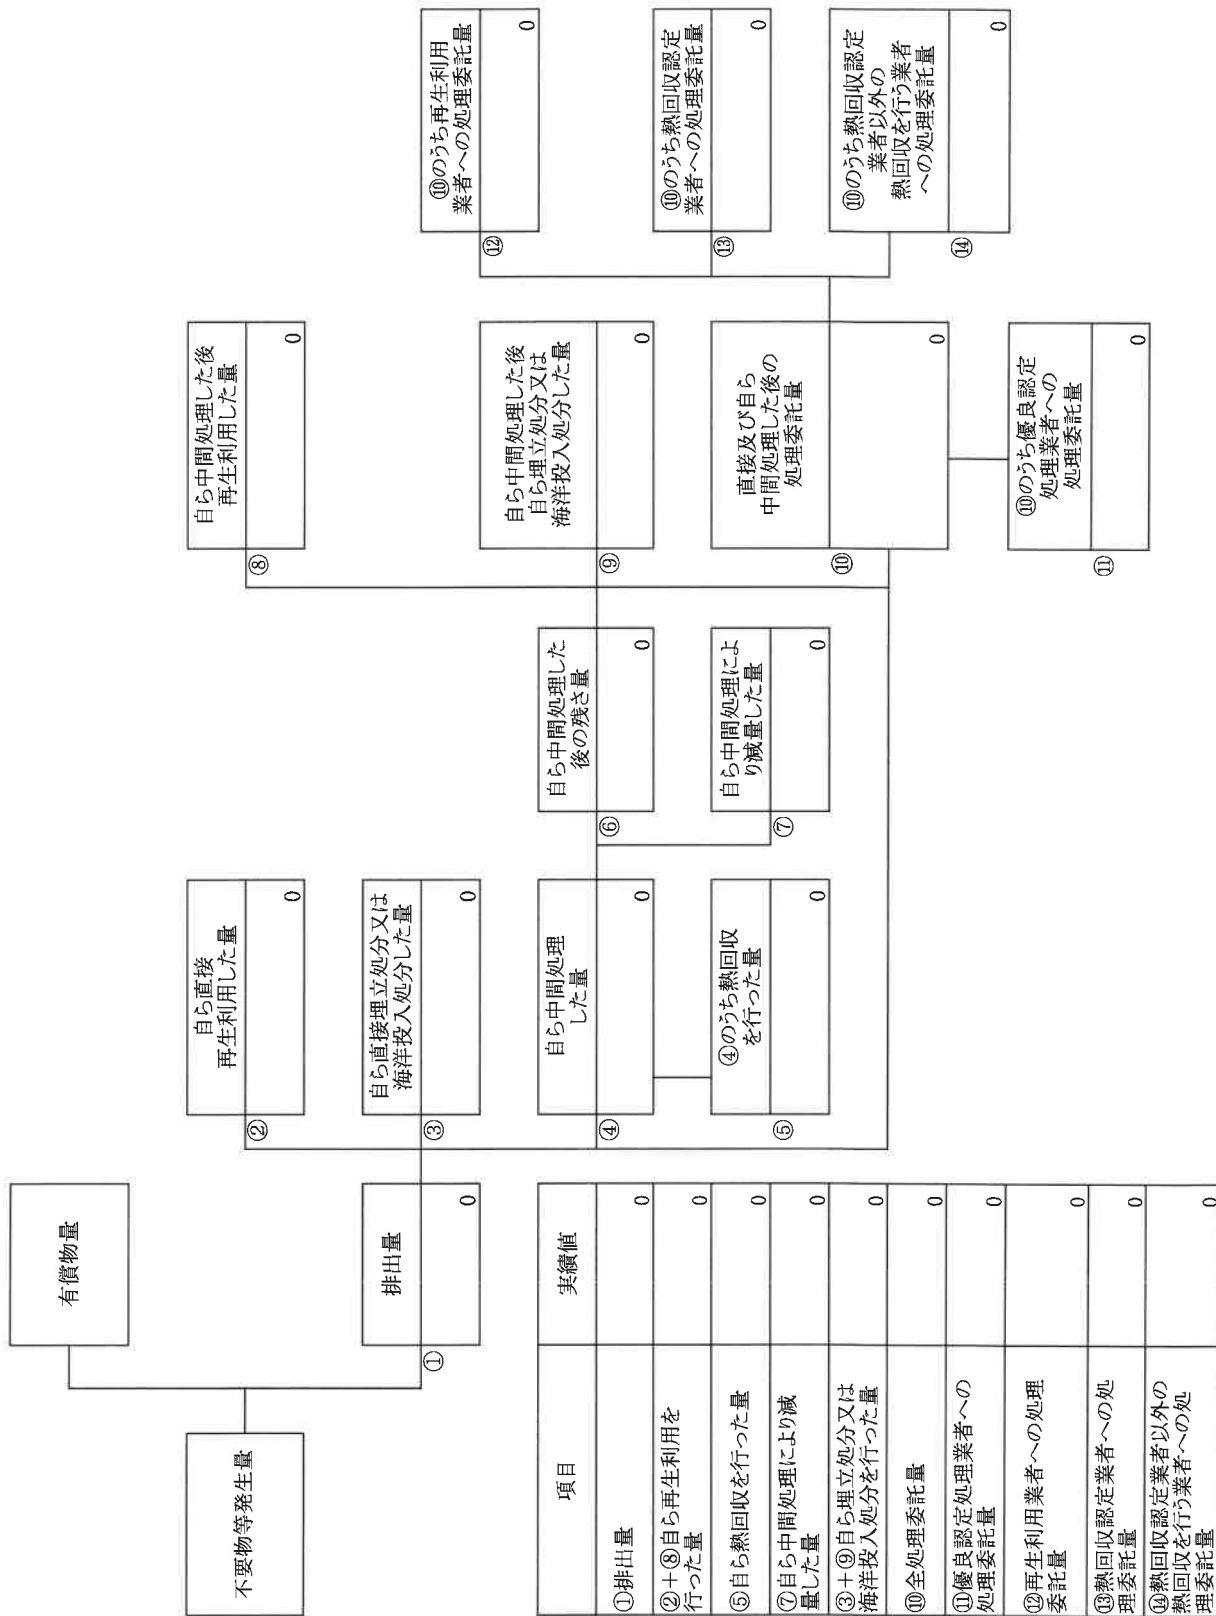 不要物等発生量
有償物量
排出量
①
0
自ら直接
再生利用した量
②
0
自ら直接埋立処分又は
海洋投入処分した量
③
0
自ら中間処理
した量
④
0
④のうち熱回収
を行った量
⑤
0
自ら中間処理した
後の残さ量
⑥
0
自ら中間処理によ
り減量した量
⑦
0
自ら中間処理した後
再生利用した量
⑧
0
自ら中間処理した後
自ら埋立処分又は
海洋投入処分した量
⑨
0
直接及び自ら
中間処理した後の
処理委託量
⑩
0
⑩のうち優良認定
処理業者への
処理委託量
⑪
0
⑩のうち再生利用
業者への処理委託量
⑫
0
⑩のうち熱回収認定
業者への処理委託量
⑬
0
⑩のうち熱回収認定
業者以外の
熱回収を行う業者
への処理委託量
⑭
0
項目 実績値
①排出量 0
②+⑧自ら再生利用を
行った量 0
⑤自ら熱回収を行った量 0
⑦自ら中間処理により減
量した量 0
③+⑨自ら埋立処分又は
海洋投入処分を行った量 0
⑩全処理委託量 0
⑪優良認定処理業者への
処理委託量 0
⑫再生利用業者への処理
委託量 0
⑬熱回収認定業者への処
理委託量 0
⑭熱回収認定業者以外の
熱回収を行う業者への処
理委託量 0